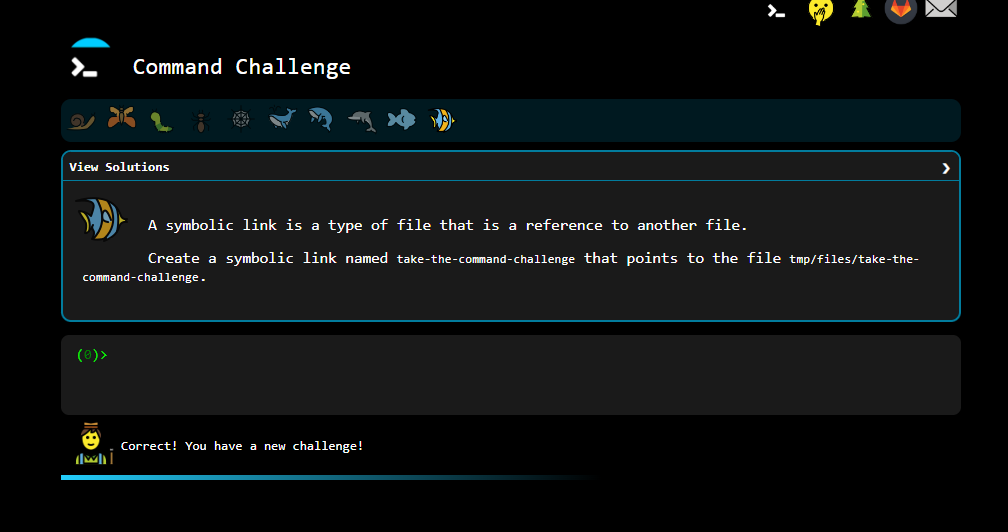 Command Challenge
View Solutions
A symbolic link is a type of file that is a reference to another file.
Create a symbolic link named take-the-command-challenge that points to the file tmp/files/take-the-
command-challenge.
(0)>
Correct! You have a new challenge!